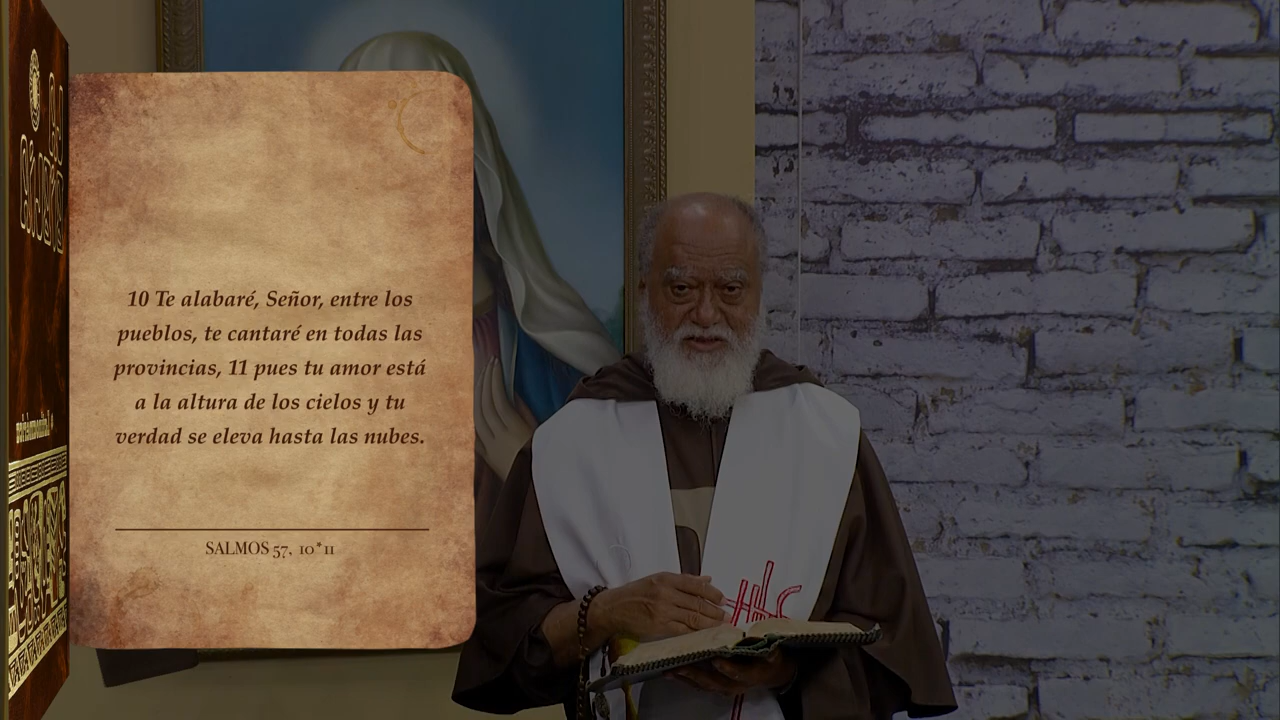 10 Te alabaré, Señor, entre los
pueblos, te cantaré en todas las
provincias, 11 pues tu amor está
a la altura de los cielos y tu
verdad se eleva hasta las nubes.
SALMOS 57, 10*11